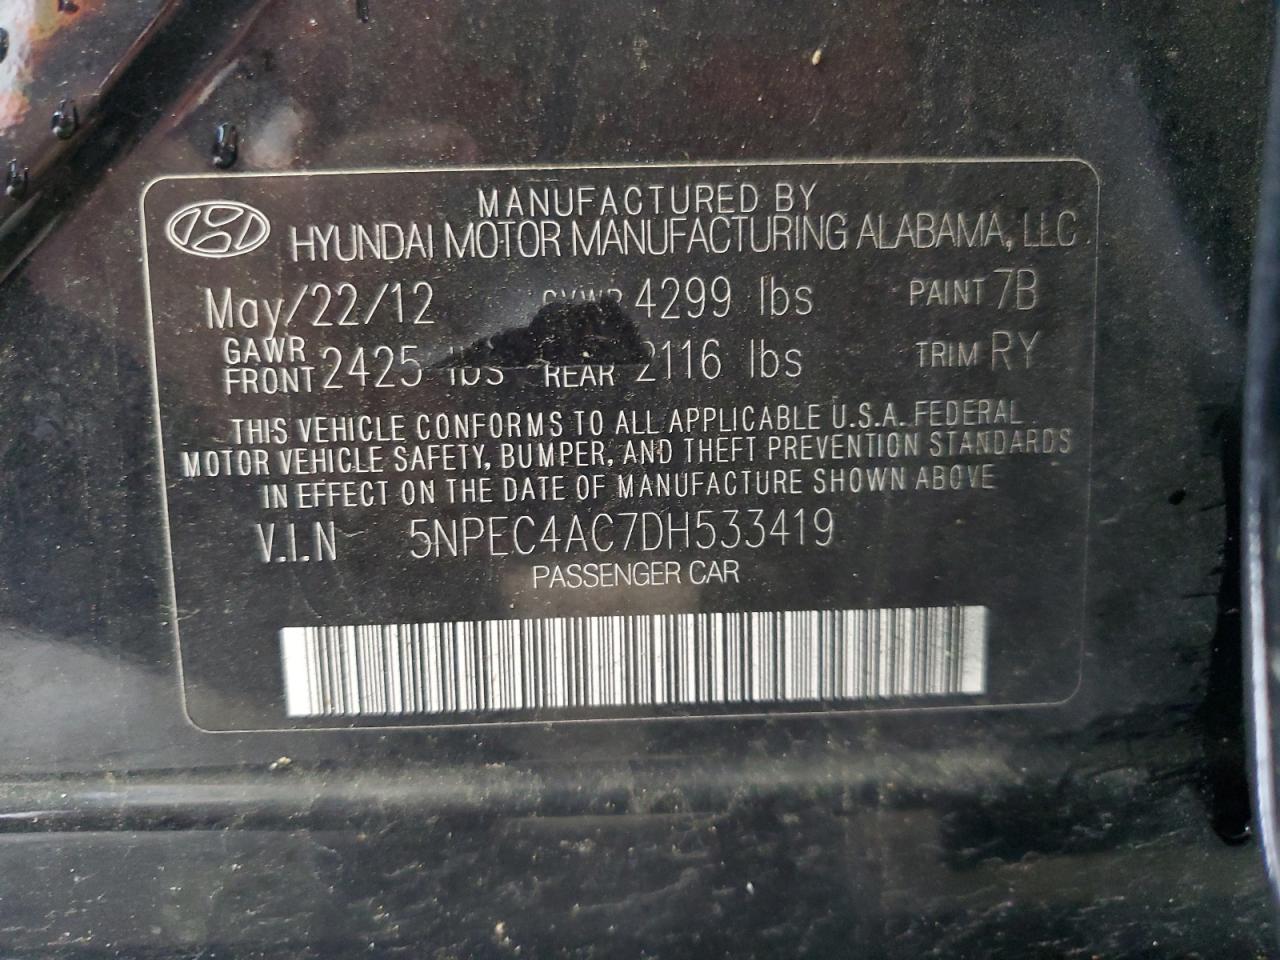 MANUFACTURED BY
HYUNDAI MOTOR MANUFACTURING ALABAMA, LLC
May/22/12 GVWR 4299 lbs PAINT 7B
GAWR
FRONT 2425 lbs REAR 2116 lbs TRIM RY
THIS VEHICLE CONFORMS TO ALL APPLICABLE U.S.A. FEDERAL
MOTOR VEHICLE SAFETY, BUMPER, AND THEFT PREVENTION STANDARDS
IN EFFECT ON THE DATE OF MANUFACTURE SHOWN ABOVE
V.I.N 5NPEC4AC7DH533419
PASSENGER CAR